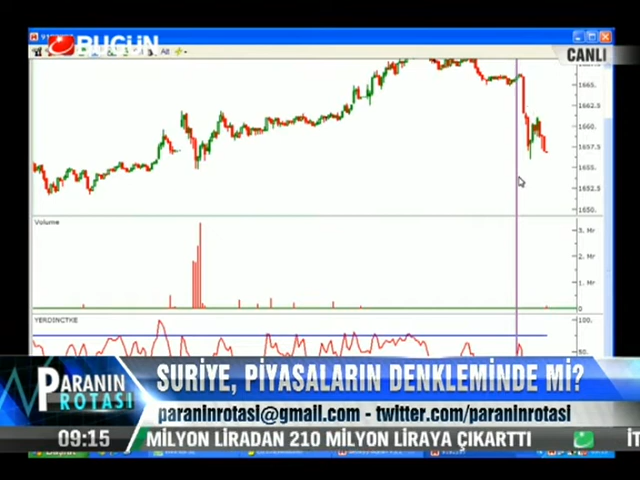 BUGÜN
CANLI
1665.
1662.5
1660.
1657.5
1655.
1652.5
1650.
Volume
3. Mr
2. Mr
1. Mr
YERDINCTKE
100.
50.
PARANIN ROTASI
SURİYE, PİYASALARIN DENKLEMİNDE Mİ?
paraninrotasi@gmail.com - twitter.com/paraninrotasi
09:15
MİLYON LİRADAN 210 MİLYON LİRAYA ÇIKARTTI
İT